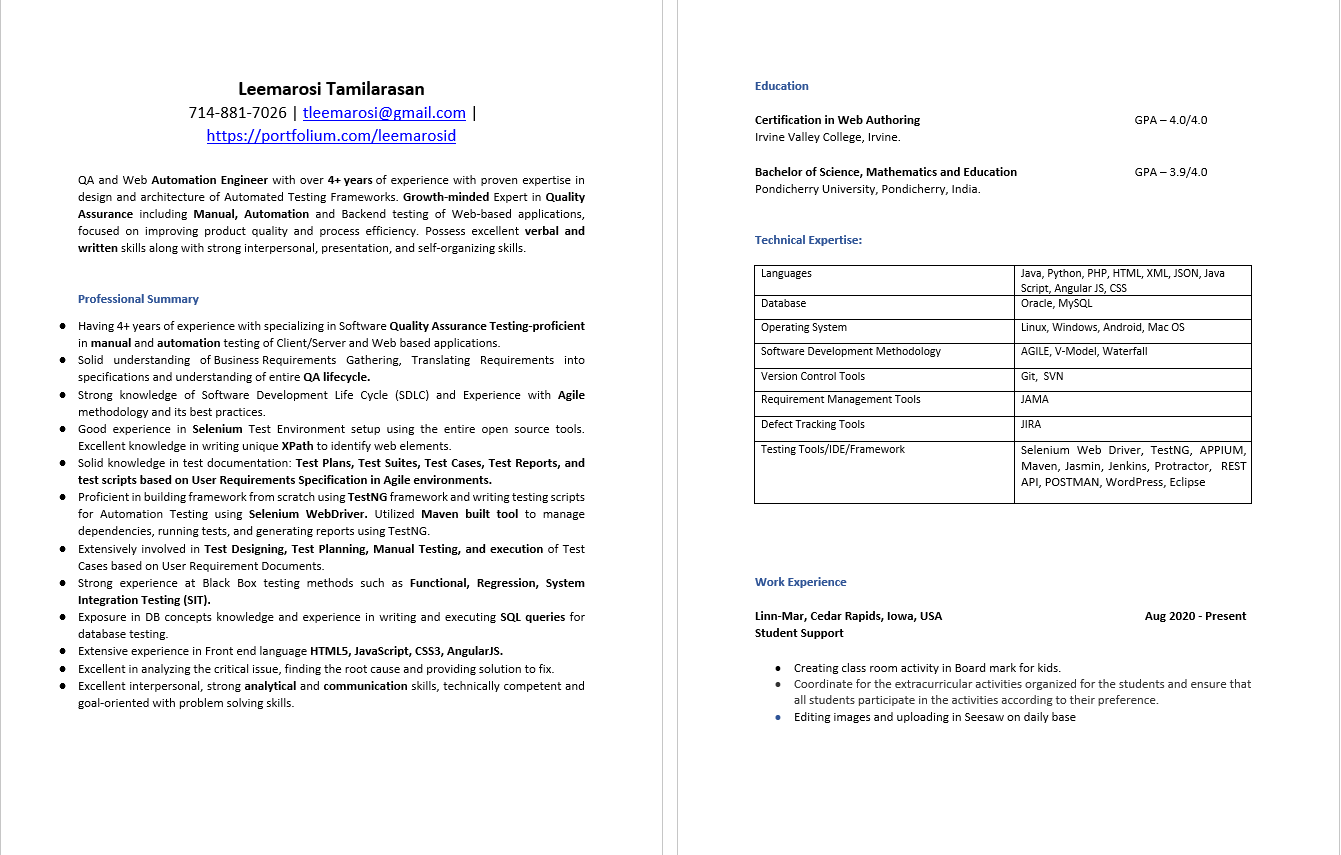 Leemarosi Tamilarasan
714-881-7026 | tleemarosi@gmail.com |
https://portfolium.com/leemarosid
QA and Web Automation Engineer with over 4+ years of experience with proven expertise in
design and architecture of Automated Testing Frameworks. Growth-minded Expert in Quality
Assurance including Manual, Automation and Backend testing of Web-based applications,
focused on improving product quality and process efficiency. Possess excellent verbal and
written skills along with strong interpersonal, presentation, and self-organizing skills.
Professional Summary
● Having 4+ years of experience with specializing in Software Quality Assurance Testing-proficient
in manual and automation testing of Client/Server and Web based applications.
● Solid understanding of Business Requirements Gathering, Translating Requirements into
specifications and understanding of entire QA lifecycle.
● Strong knowledge of Software Development Life Cycle (SDLC) and Experience with Agile
methodology and its best practices.
● Good experience in Selenium Test Environment setup using the entire open source tools.
Excellent knowledge in writing unique XPath to identify web elements.
● Solid knowledge in test documentation: Test Plans, Test Suites, Test Cases, Test Reports, and
test scripts based on User Requirements Specification in Agile environments.
● Proficient in building framework from scratch using TestNG framework and writing testing scripts
for Automation Testing using Selenium WebDriver. Utilized Maven built tool to manage
dependencies, running tests, and generating reports using TestNG.
● Extensively involved in Test Designing, Test Planning, Manual Testing, and execution of Test
Cases based on User Requirement Documents.
● Strong experience at Black Box testing methods such as Functional, Regression, System
Integration Testing (SIT).
● Exposure in DB concepts knowledge and experience in writing and executing SQL queries for
database testing.
● Extensive experience in Front end language HTML5, JavaScript, CSS3, AngularJS.
● Excellent in analyzing the critical issue, finding the root cause and providing solution to fix.
● Excellent interpersonal, strong analytical and communication skills, technically competent and
goal-oriented with problem solving skills.
Education
Certification in Web Authoring GPA – 4.0/4.0
Irvine Valley College, Irvine.
Bachelor of Science, Mathematics and Education GPA – 3.9/4.0
Pondicherry University, Pondicherry, India.
Technical Expertise:
Languages Java, Python, PHP, HTML, XML, JSON, Java
Script, Angular JS, CSS
Database Oracle, MySQL
Operating System Linux, Windows, Android, Mac OS
Software Development Methodology AGILE, V-Model, Waterfall
Version Control Tools Git, SVN
Requirement Management Tools JAMA
Defect Tracking Tools JIRA
Testing Tools/IDE/Framework Selenium Web Driver, TestNG, APPIUM,
Maven, Jasmin, Jenkins, Protractor, REST
API, POSTMAN, WordPress, Eclipse
Work Experience
Linn-Mar, Cedar Rapids, Iowa, USA Aug 2020 - Present
Student Support
● Creating class room activity in Board mark for kids.
● Coordinate for the extracurricular activities organized for the students and ensure that
all students participate in the activities according to their preference.
● Editing images and uploading in Seesaw on daily base